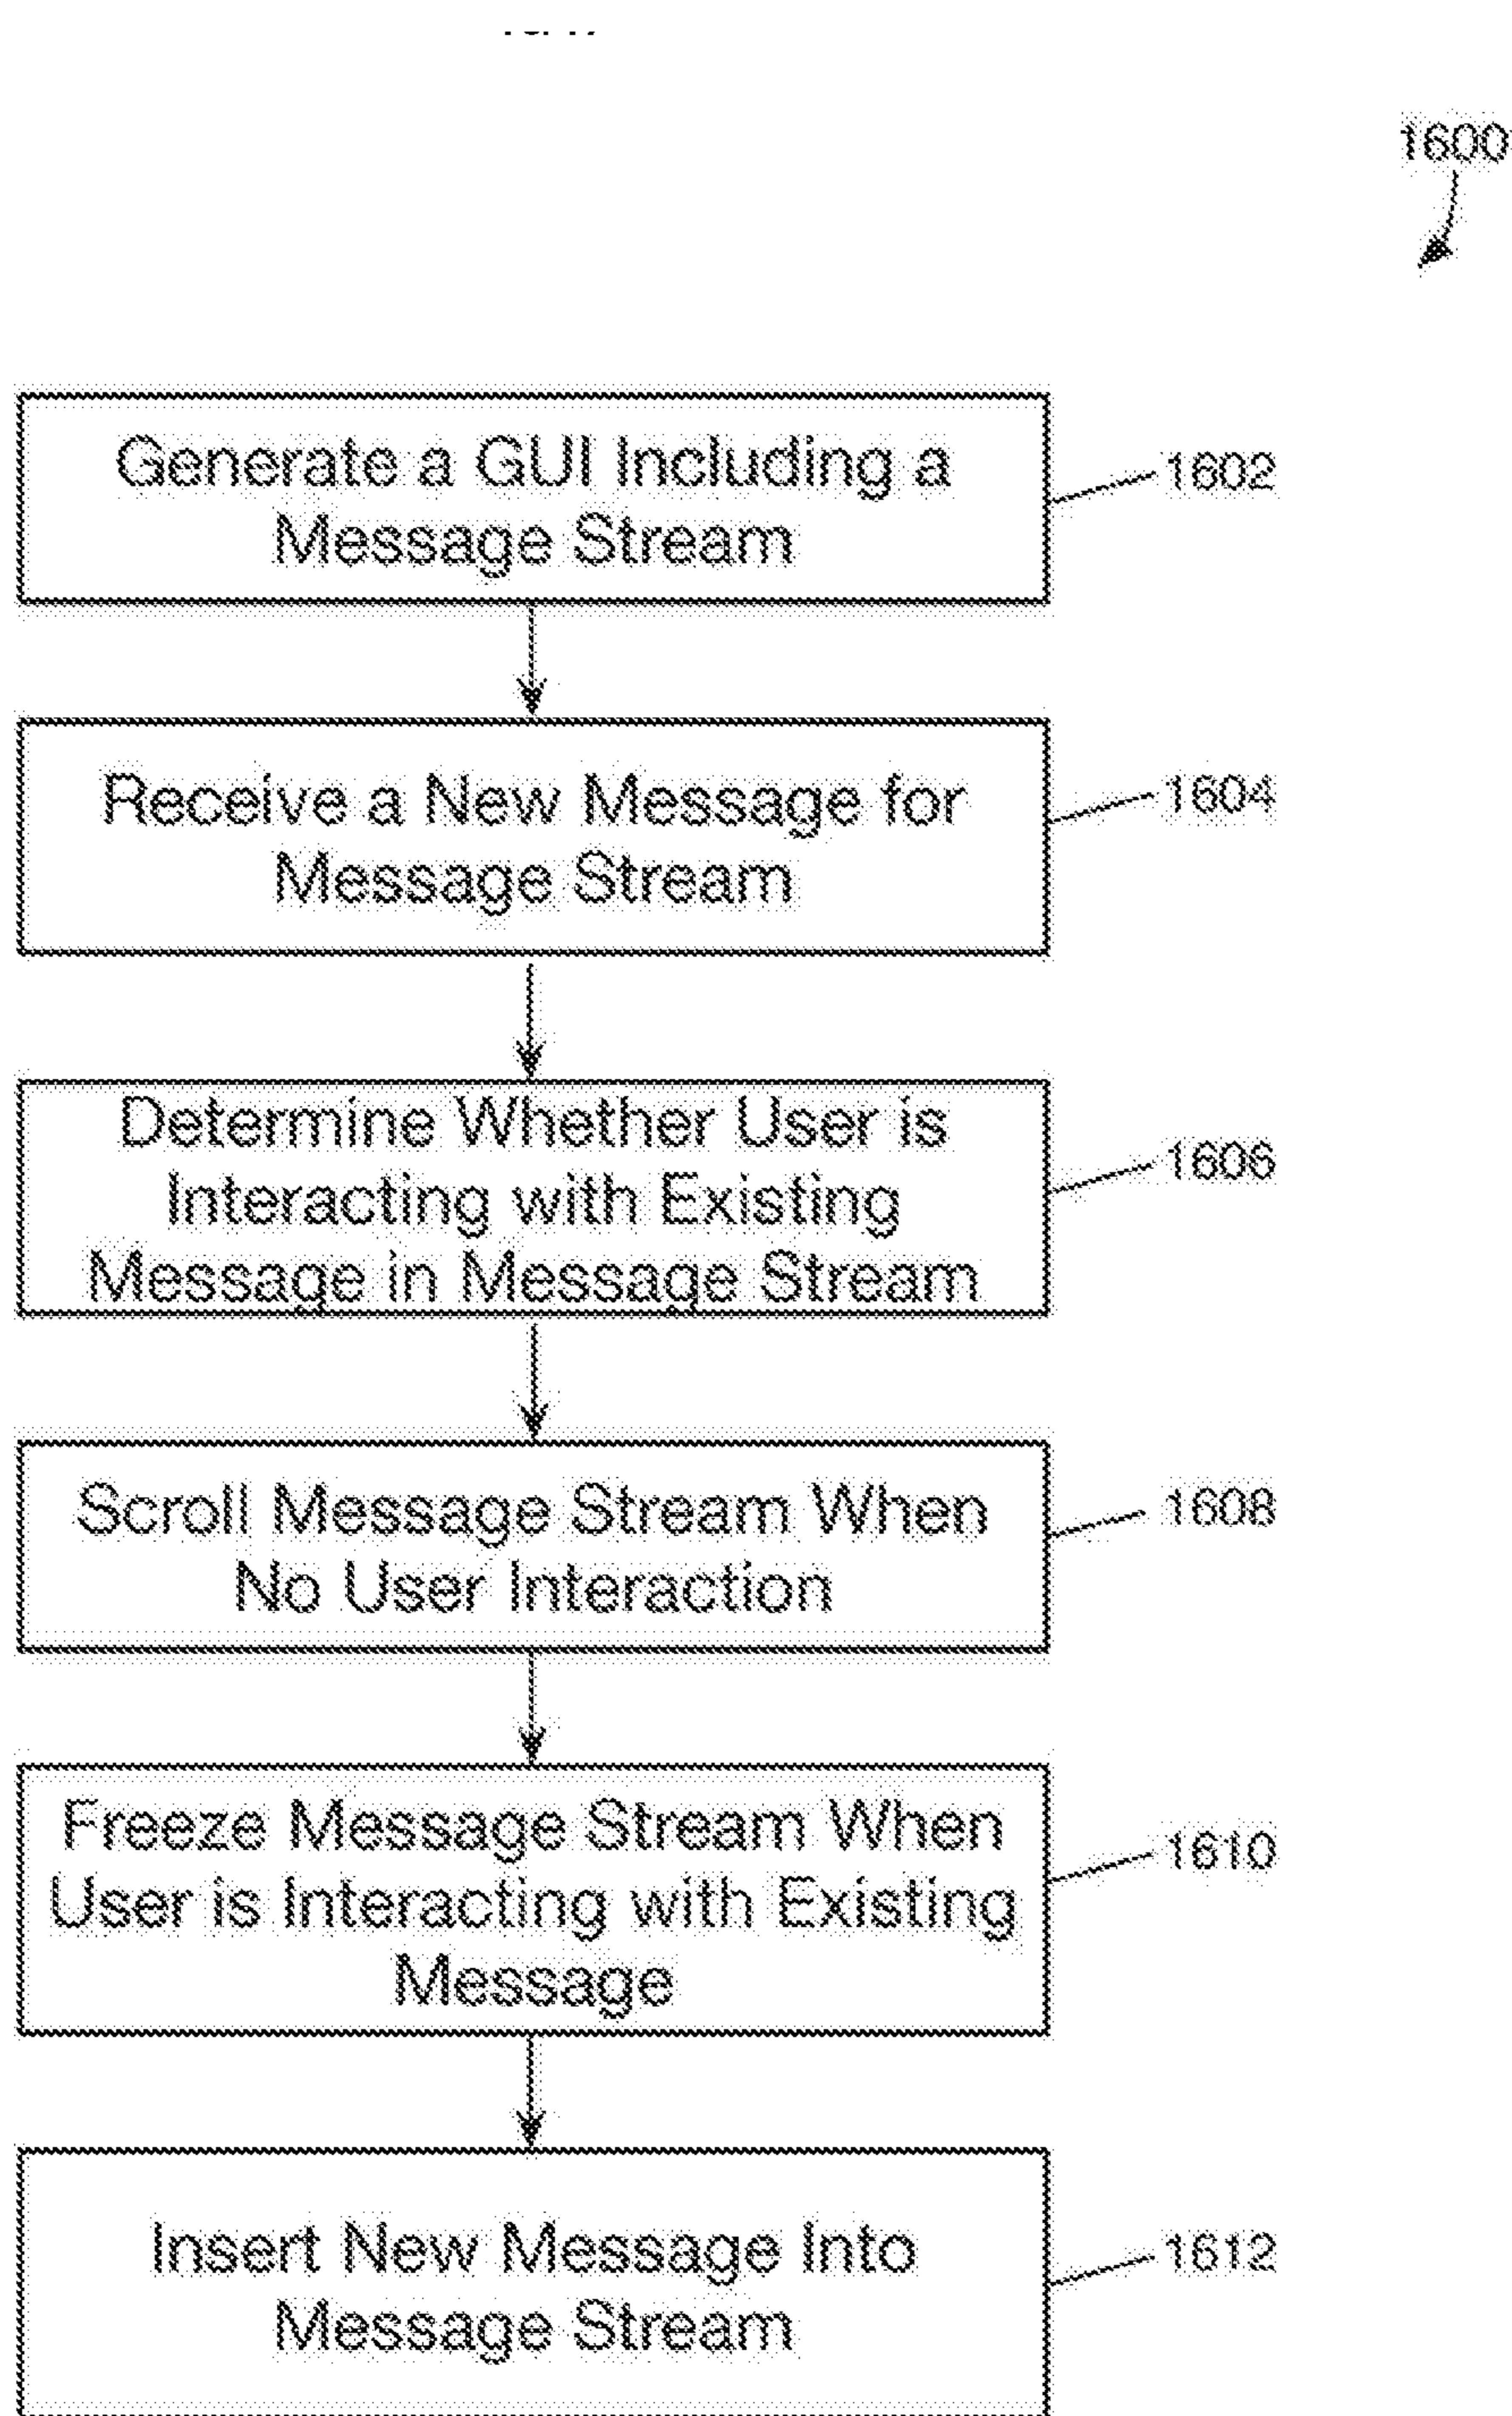 1600
Generate a GUI Including a
Message Stream
1602
Receive a New Message for
Message Stream
1604
Determine Whether User is
Interacting with Existing
Message in Message Stream
1606
Scroll Message Stream When
No User Interaction
1608
Freeze Message Stream When
User is Interacting with Existing
Message
1610
Insert New Message Into
Message Stream
1612